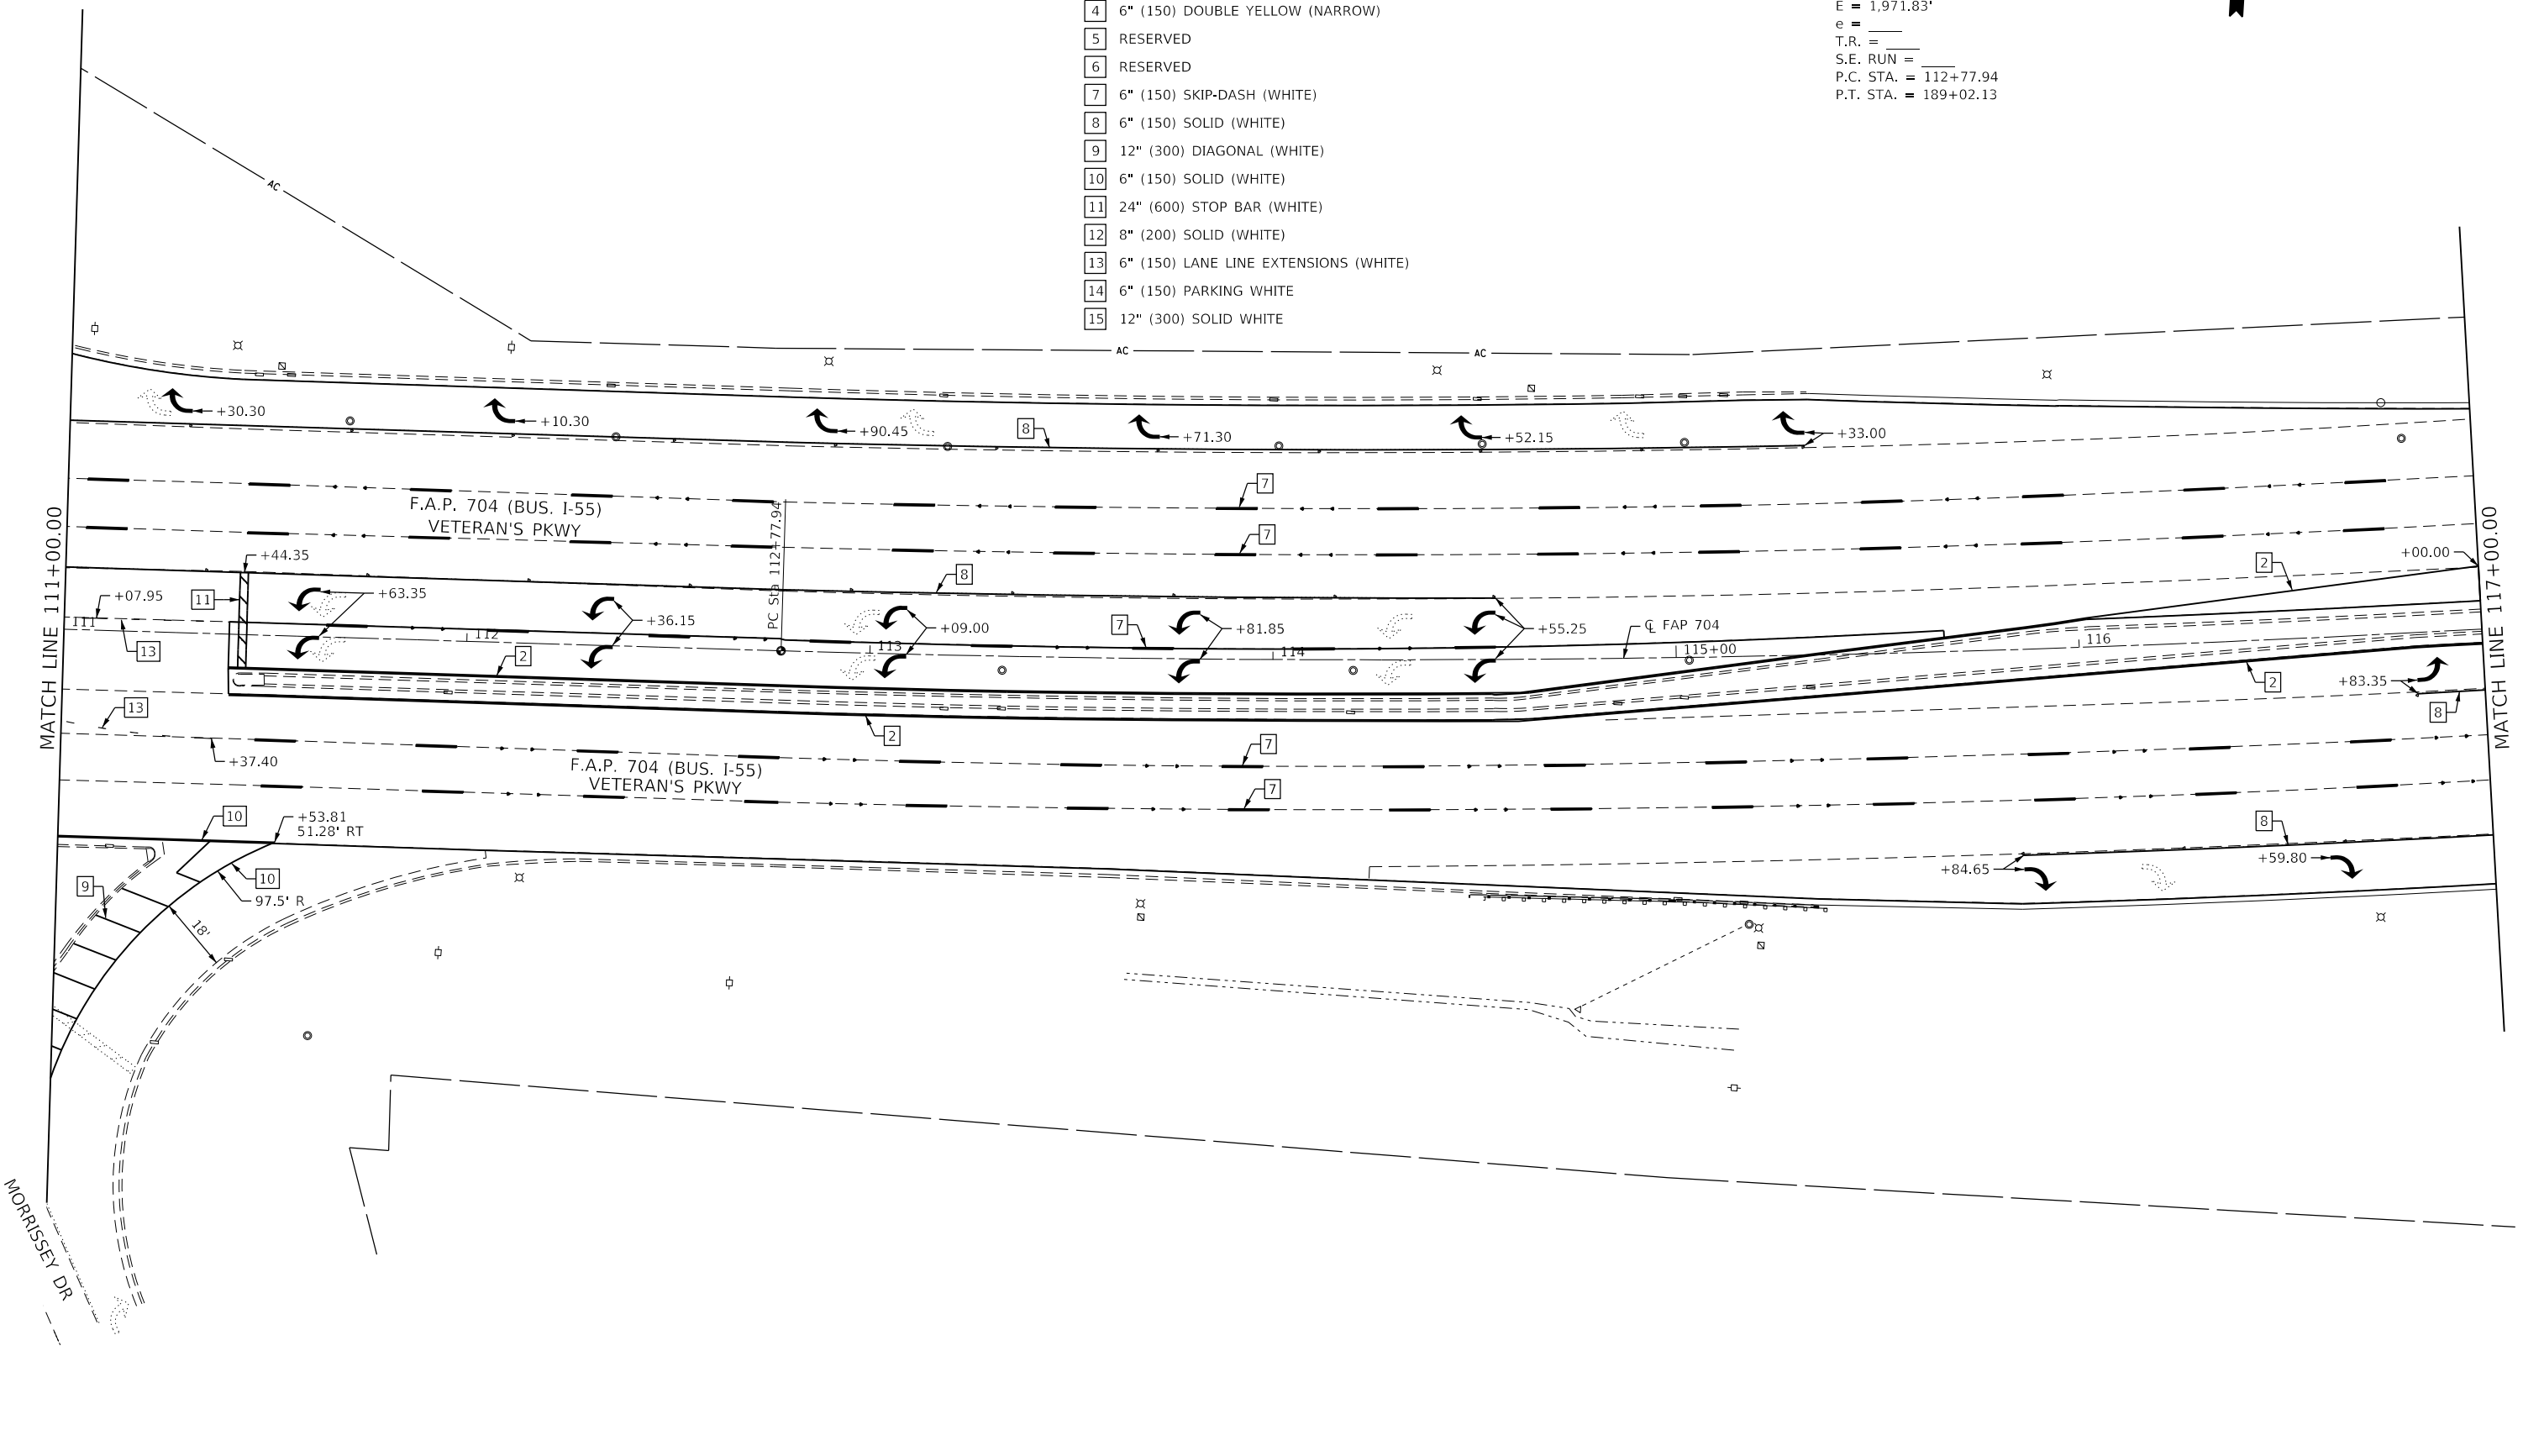 4 6" (150) DOUBLE YELLOW (NARROW)
5 RESERVED
6 RESERVED
7 6" (150) SKIP-DASH (WHITE)
8 6" (150) SOLID (WHITE)
9 12" (300) DIAGONAL (WHITE)
10 6" (150) SOLID (WHITE)
11 24" (600) STOP BAR (WHITE)
12 8" (200) SOLID (WHITE)
13 6" (150) LANE LINE EXTENSIONS (WHITE)
14 6" (150) PARKING WHITE
15 12" (300) SOLID WHITE
E = 1,971.83'
e = ____
T.R. = ____
S.E. RUN = ____
P.C. STA. = 112+77.94
P.T. STA. = 189+02.13
AC
AC
AC
+30.30
+10.30
+90.45
8
+71.30
+52.15
+33.00
7
F.A.P. 704 (BUS. I-55)
VETERAN'S PKWY
7
PC Sta 112+77.94
MATCH LINE 111+00.00
MATCH LINE 117+00.00
+44.35
+00.00
2
8
+07.95
11
+63.35
+36.15
+09.00
7
+81.85
+55.25
℄ FAP 704
111
112
113
114
115+00
116
13
2
13
2
+83.35
2
8
+37.40
F.A.P. 704 (BUS. I-55)
VETERAN'S PKWY
7
7
10
+53.81
51.28' RT
8
+84.65
+59.80
9
10
97.5' R
18'
MORRISSEY DR